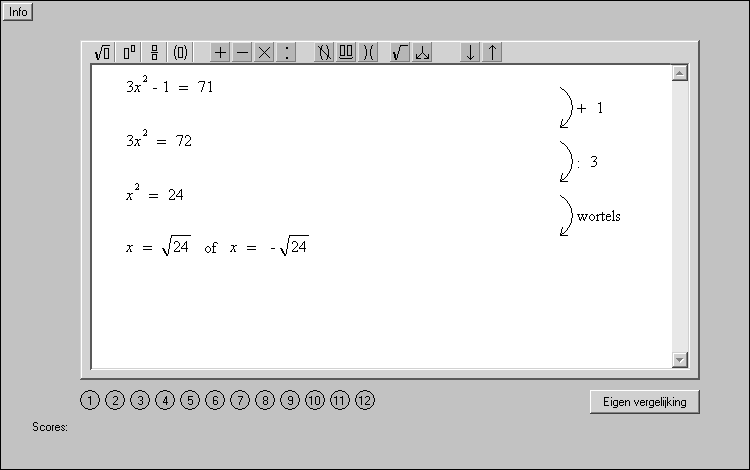 Info
√▯ ▯⁰ ▯/▯ (▯) + − × : √ ↓ ↑
3x² - 1 = 71
+ 1
3x² = 72
: 3
x² = 24
wortels
x = √24 of x = -√24
1 2 3 4 5 6 7 8 9 10 11 12
Eigen vergelijking
Scores: